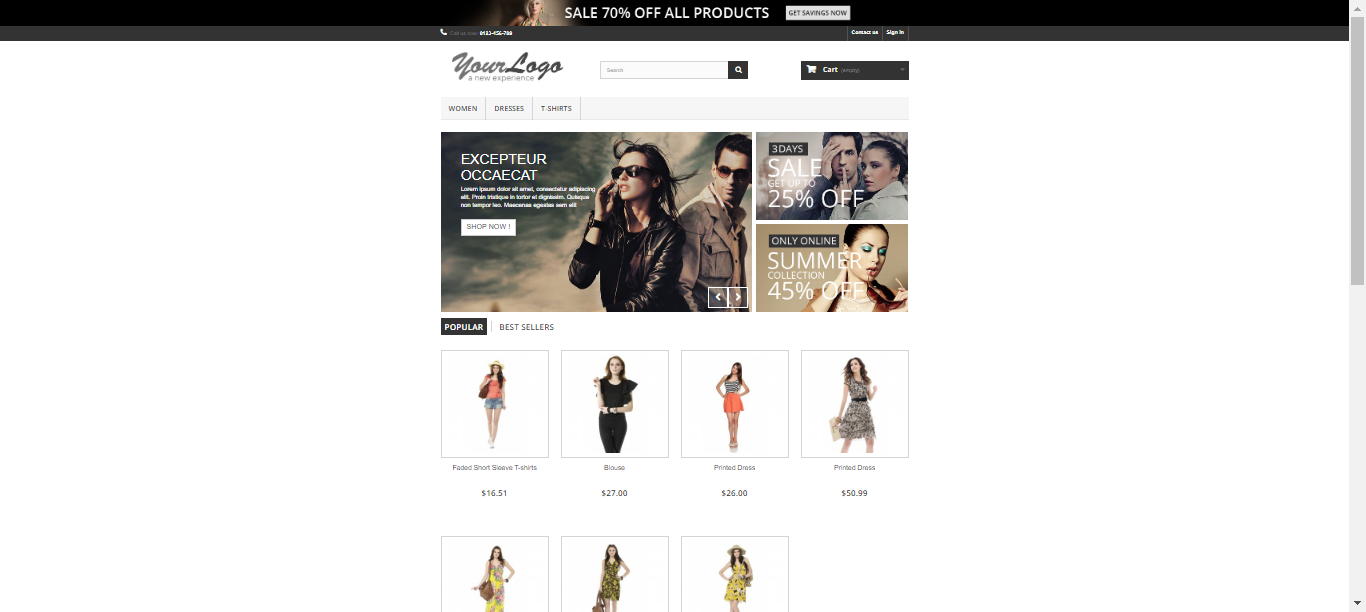 SALE 70% OFF ALL PRODUCTS GET SAVINGS NOW
Call us now: 0123-456-789 Contact us Sign in
YourLogo
a new experience
Search
Cart (empty)
WOMEN DRESSES T-SHIRTS
EXCEPTEUR
OCCAECAT
Lorem ipsum dolor sit amet, consectetur adipiscing
elit. Proin tristique in tortor et dignissim. Quisque
non tempor leo. Maecenas egestas sem elit
SHOP NOW !
3 DAYS
SALE
GET UP TO
25% OFF
ONLY ONLINE
SUMMER
COLLECTION
45% OFF
POPULAR BEST SELLERS
Faded Short Sleeve T-shirts
$16.51
Blouse
$27.00
Printed Dress
$26.00
Printed Dress
$50.99